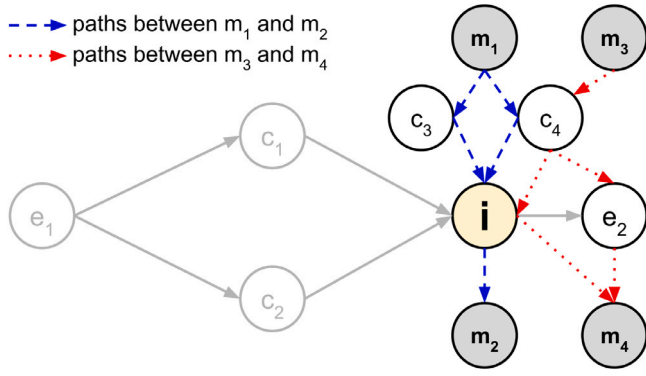 paths between m₁ and m₂
paths between m₃ and m₄
m₁
m₃
c₃
c₄
c₁
e₁
i
e₂
c₂
m₂
m₄